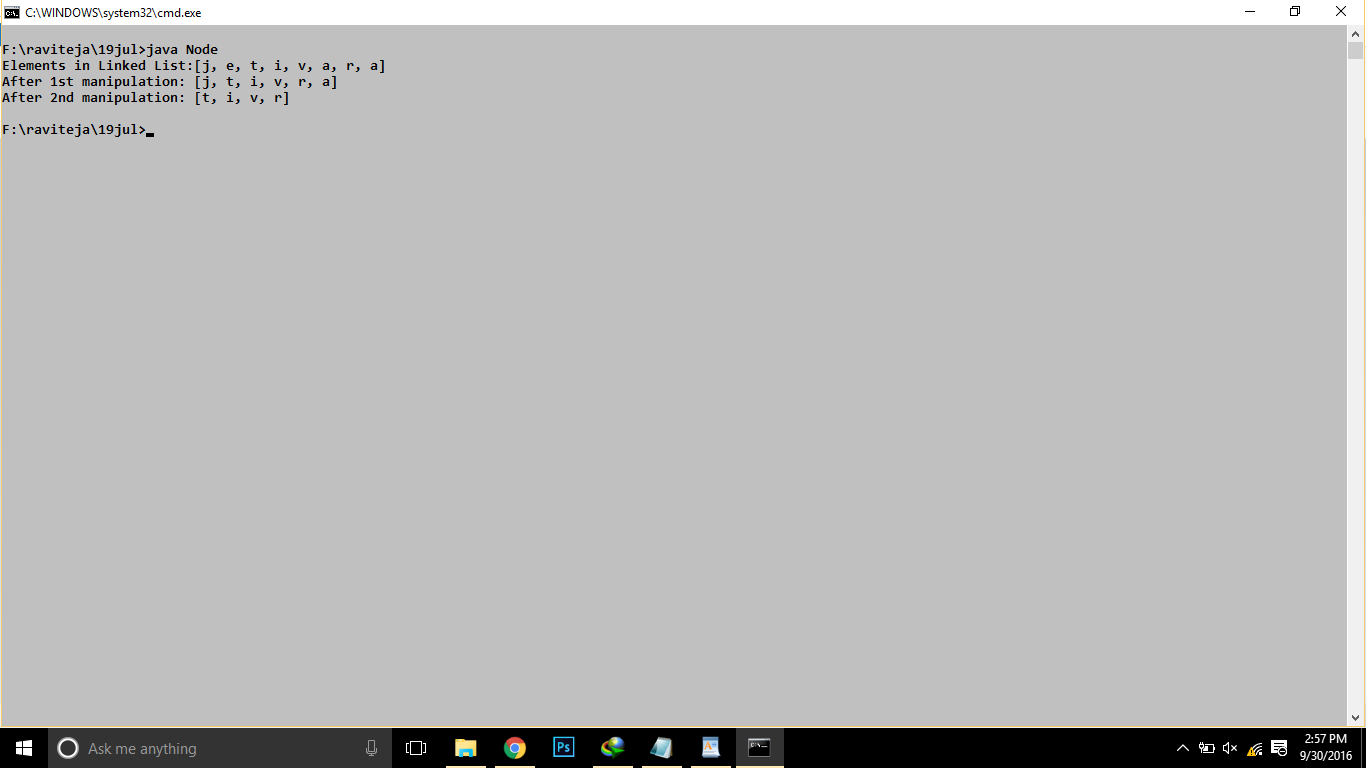 C:\WINDOWS\system32\cmd.exe
F:\raviteja\19jul>java Node
Elements in Linked List:[j, e, t, i, v, a, r, a]
After 1st manipulation: [j, t, i, v, r, a]
After 2nd manipulation: [t, i, v, r]
F:\raviteja\19jul>
Ask me anything
Ps
2:57 PM
9/30/2016